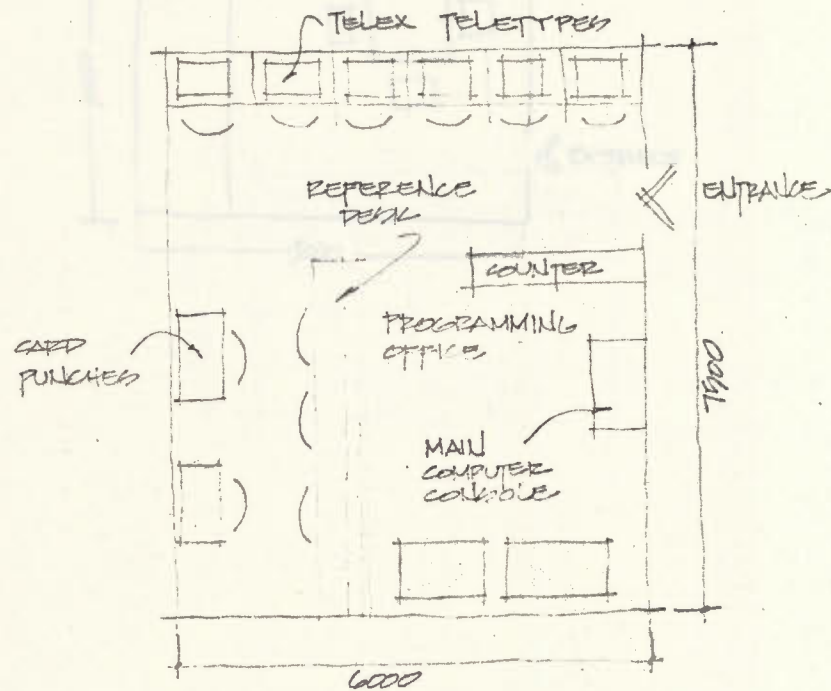 TELEX TELETYPES
REFERENCE
DESK
ENTRANCE
COUNTER
PROGRAMMING
OFFICE
CARD
PUNCHES
7500
MAIN
COMPUTER
CONSOLE
6000